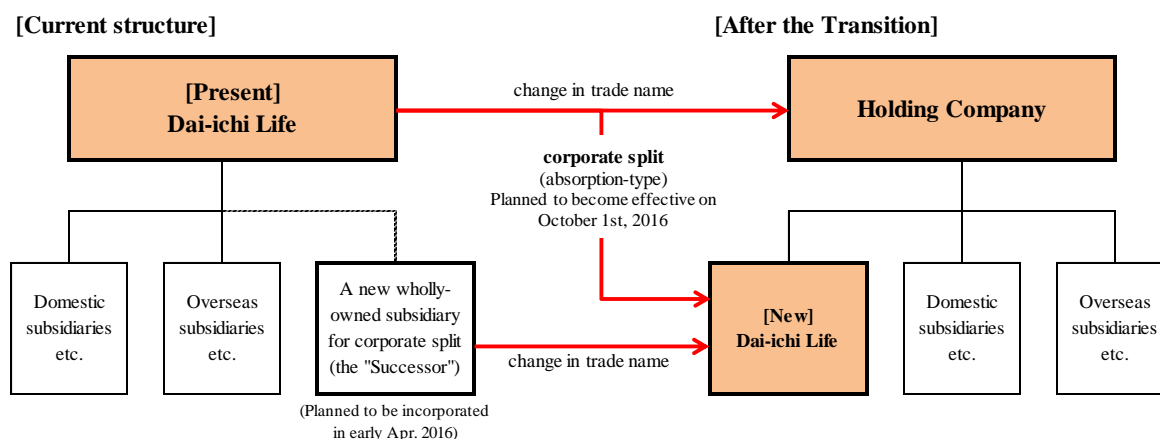 [Current structure]
[After the Transition]
[Present]
Dai-ichi Life
change in trade name
Holding Company
corporate split
(absorption-type)
Planned to become effective on
October 1st, 2016
Domestic
subsidiaries
etc.
Overseas
subsidiaries
etc.
A new wholly-
owned subsidiary
for corporate split
(the "Successor")
(Planned to be incorporated
in early Apr. 2016)
change in trade name
[New]
Dai-ichi Life
Domestic
subsidiaries
etc.
Overseas
subsidiaries
etc.